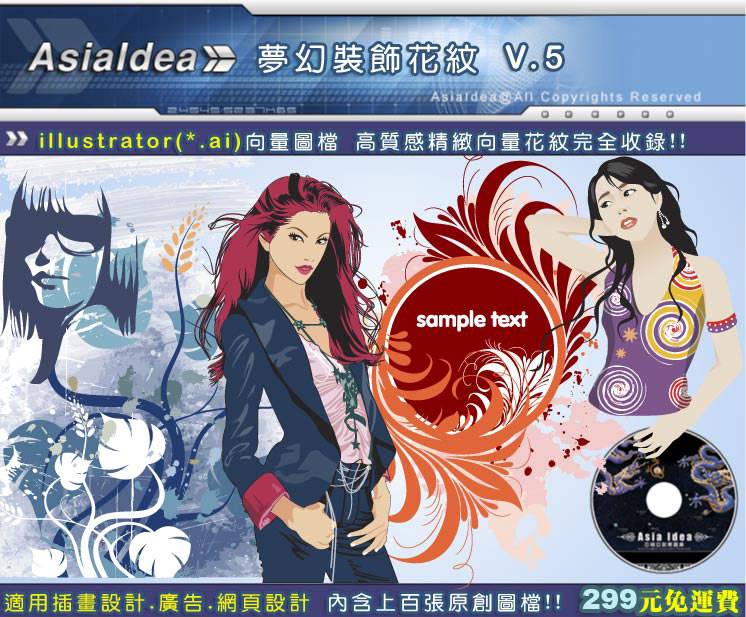 AsiaIdea 夢幻裝飾花紋 V.5
AsiaIdea@All Copyrights Reserved
illustrator(*.ai)向量圖檔 高質感精緻向量花紋完全收錄!!
sample text
Asia Idea
適用插畫設計.廣告.網頁設計 內含上百張原創圖檔!! 299元免運費